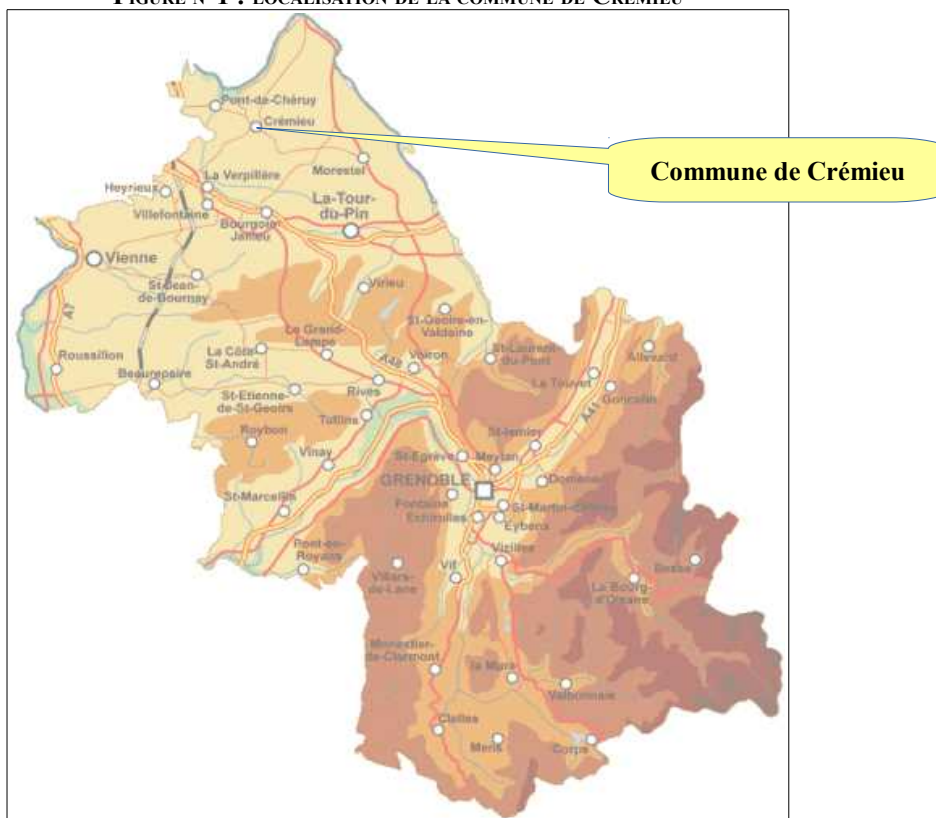 FIGURE N°1 : LOCALISATION DE LA COMMUNE DE CRÉMIEU
Pont-de-Chéruy
Crémieu
Commune de Crémieu
Morestel
La Verpillère
Heyrieux
La-Tour-
du-Pin
Villefontaine
Bourgoin-
Jallieu
Vienne
St-Jean-
de-Bournay
Virieu
A7
St-Geoire-en-
Valdaine
Le Grand-
Lemps
A48
Voiron
St-Laurent-
du-Pont
Allevard
Roussillon
La Côte-
St-André
Le Touvet
Beaurepaire
Rives
Goncelin
A41
St-Etienne-
de-St-Geoirs
Tullins
Roybon
St-Ismier
Vinay
St-Egrève
Meylan
GRENOBLE
Domène
St-Marcellin
Fontaine
St-Martin-
Echirolles
Eybens
Pont-en-
Royans
Vizille
Villars-
de-Lans
Vif
Le Bourg-
d'Oisans
Monestier-
de-Clermont
la Mure
Valbonnais
Clelles
Mens
Corps